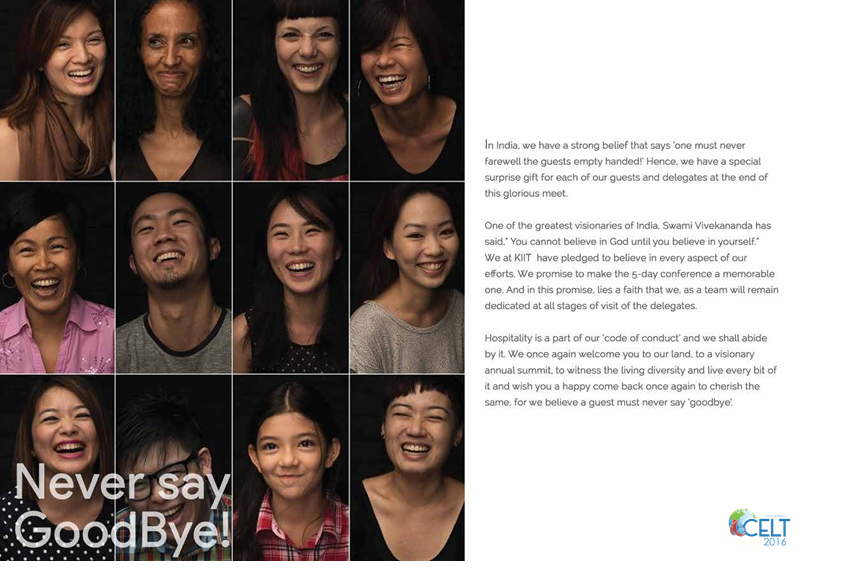 Never say
GoodBye!
In India, we have a strong belief that says 'one must never
farewell the guests empty handed!' Hence, we have a special
surprise gift for each of our guests and delegates at the end of
this glorious meet.
One of the greatest visionaries of India, Swami Vivekananda has
said," You cannot believe in God until you believe in yourself."
We at KIIT have pledged to believe in every aspect of our
efforts. We promise to make the 5-day conference a memorable
one. And in this promise, lies a faith that we, as a team will remain
dedicated at all stages of visit of the delegates.
Hospitality is a part of our 'code of conduct' and we shall abide
by it. We once again welcome you to our land, to a visionary
annual summit, to witness the living diversity and live every bit of
it and wish you a happy come back once again to cherish the
same, for we believe a guest must never say 'goodbye'.
CELT
2016